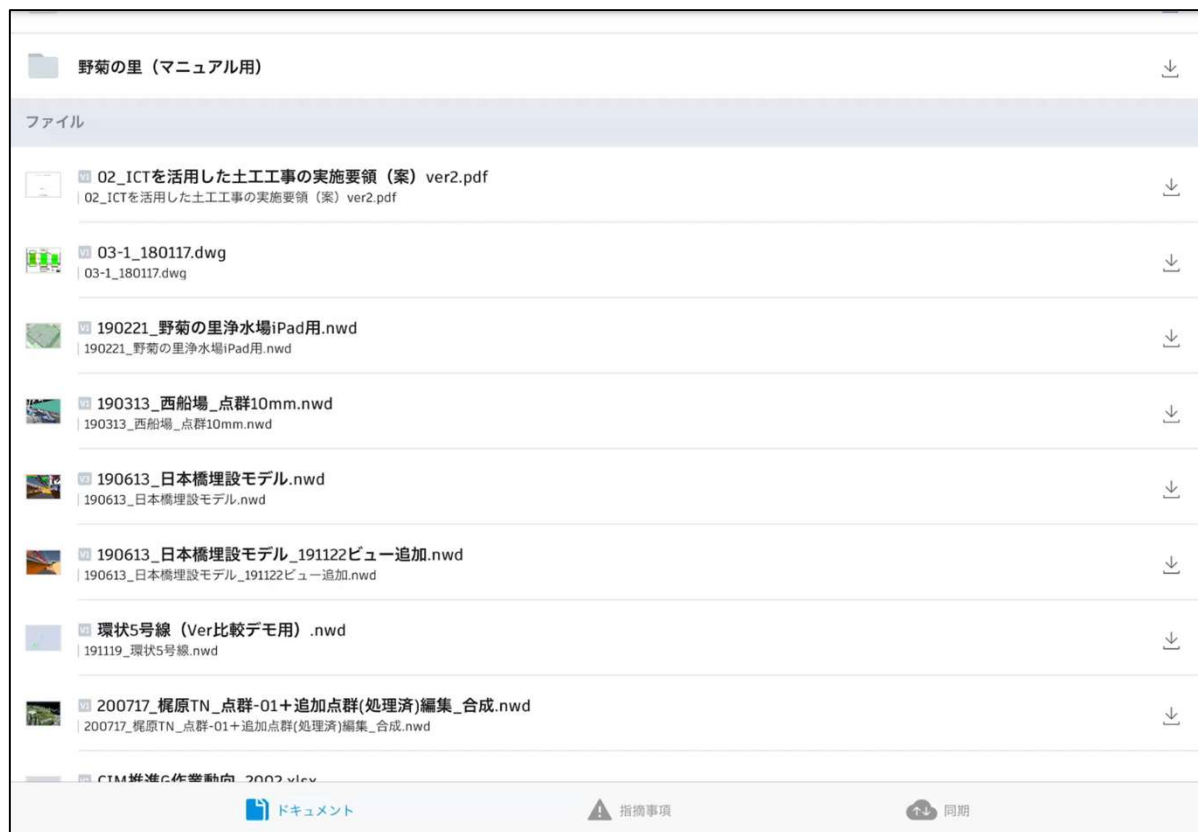 野菊の里（マニュアル用）
ファイル
V1 02_ICTを活用した土工工事の実施要領（案）ver2.pdf
02_ICTを活用した土工工事の実施要領（案）ver2.pdf
03-1_180117.dwg
03-1_180117.dwg
190221_野菊の里浄水場iPad用.nwd
190221_野菊の里浄水場iPad用.nwd
190313_西船場_点群10mm.nwd
190313_西船場_点群10mm.nwd
190613_日本橋埋設モデル.nwd
190613_日本橋埋設モデル.nwd
190613_日本橋埋設モデル_191122ビュー追加.nwd
190613_日本橋埋設モデル_191122ビュー追加.nwd
環状5号線（Ver比較デモ用）.nwd
191119_環状5号線.nwd
200717_梶原TN_点群-01＋追加点群(処理済)編集_合成.nwd
200717_梶原TN_点群-01＋追加点群(処理済)編集_合成.nwd
CIM推進G作業動向_2002.xlsx
ドキュメント
指摘事項
同期